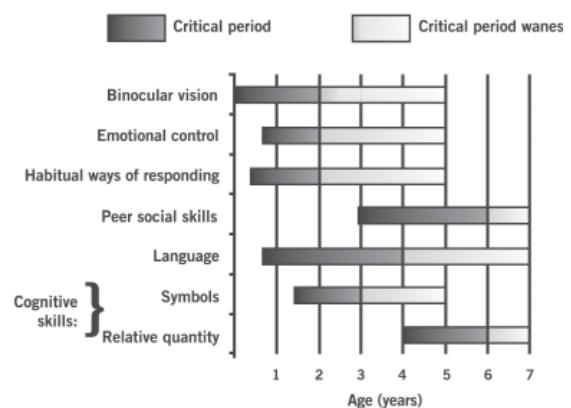 Critical period
Critical period wanes
Binocular vision
Emotional control
Habitual ways of responding
Peer social skills
Language
Symbols
Cognitive
skills:
Relative quantity
1 2 3 4 5 6 7
Age (years)